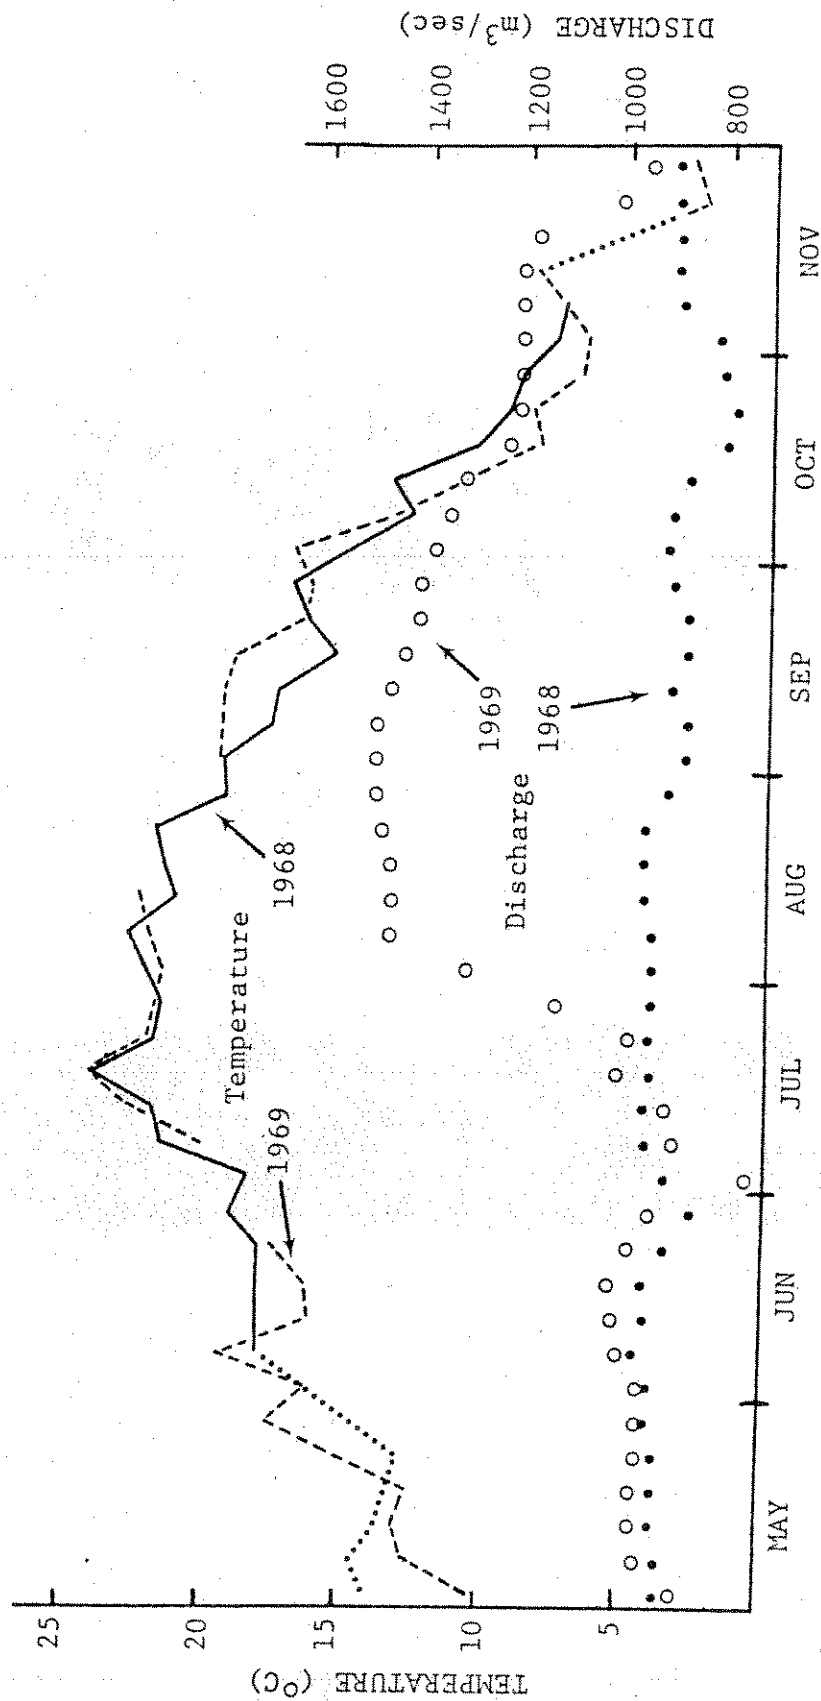 TEMPERATURE (°C)
25
20
15
10
5
DISCHARGE (m³/sec)
1600
1400
1200
1000
800
1969
Temperature
1968
Discharge
1969
1968
MAY
JUN
JUL
AUG
SEP
OCT
NOV